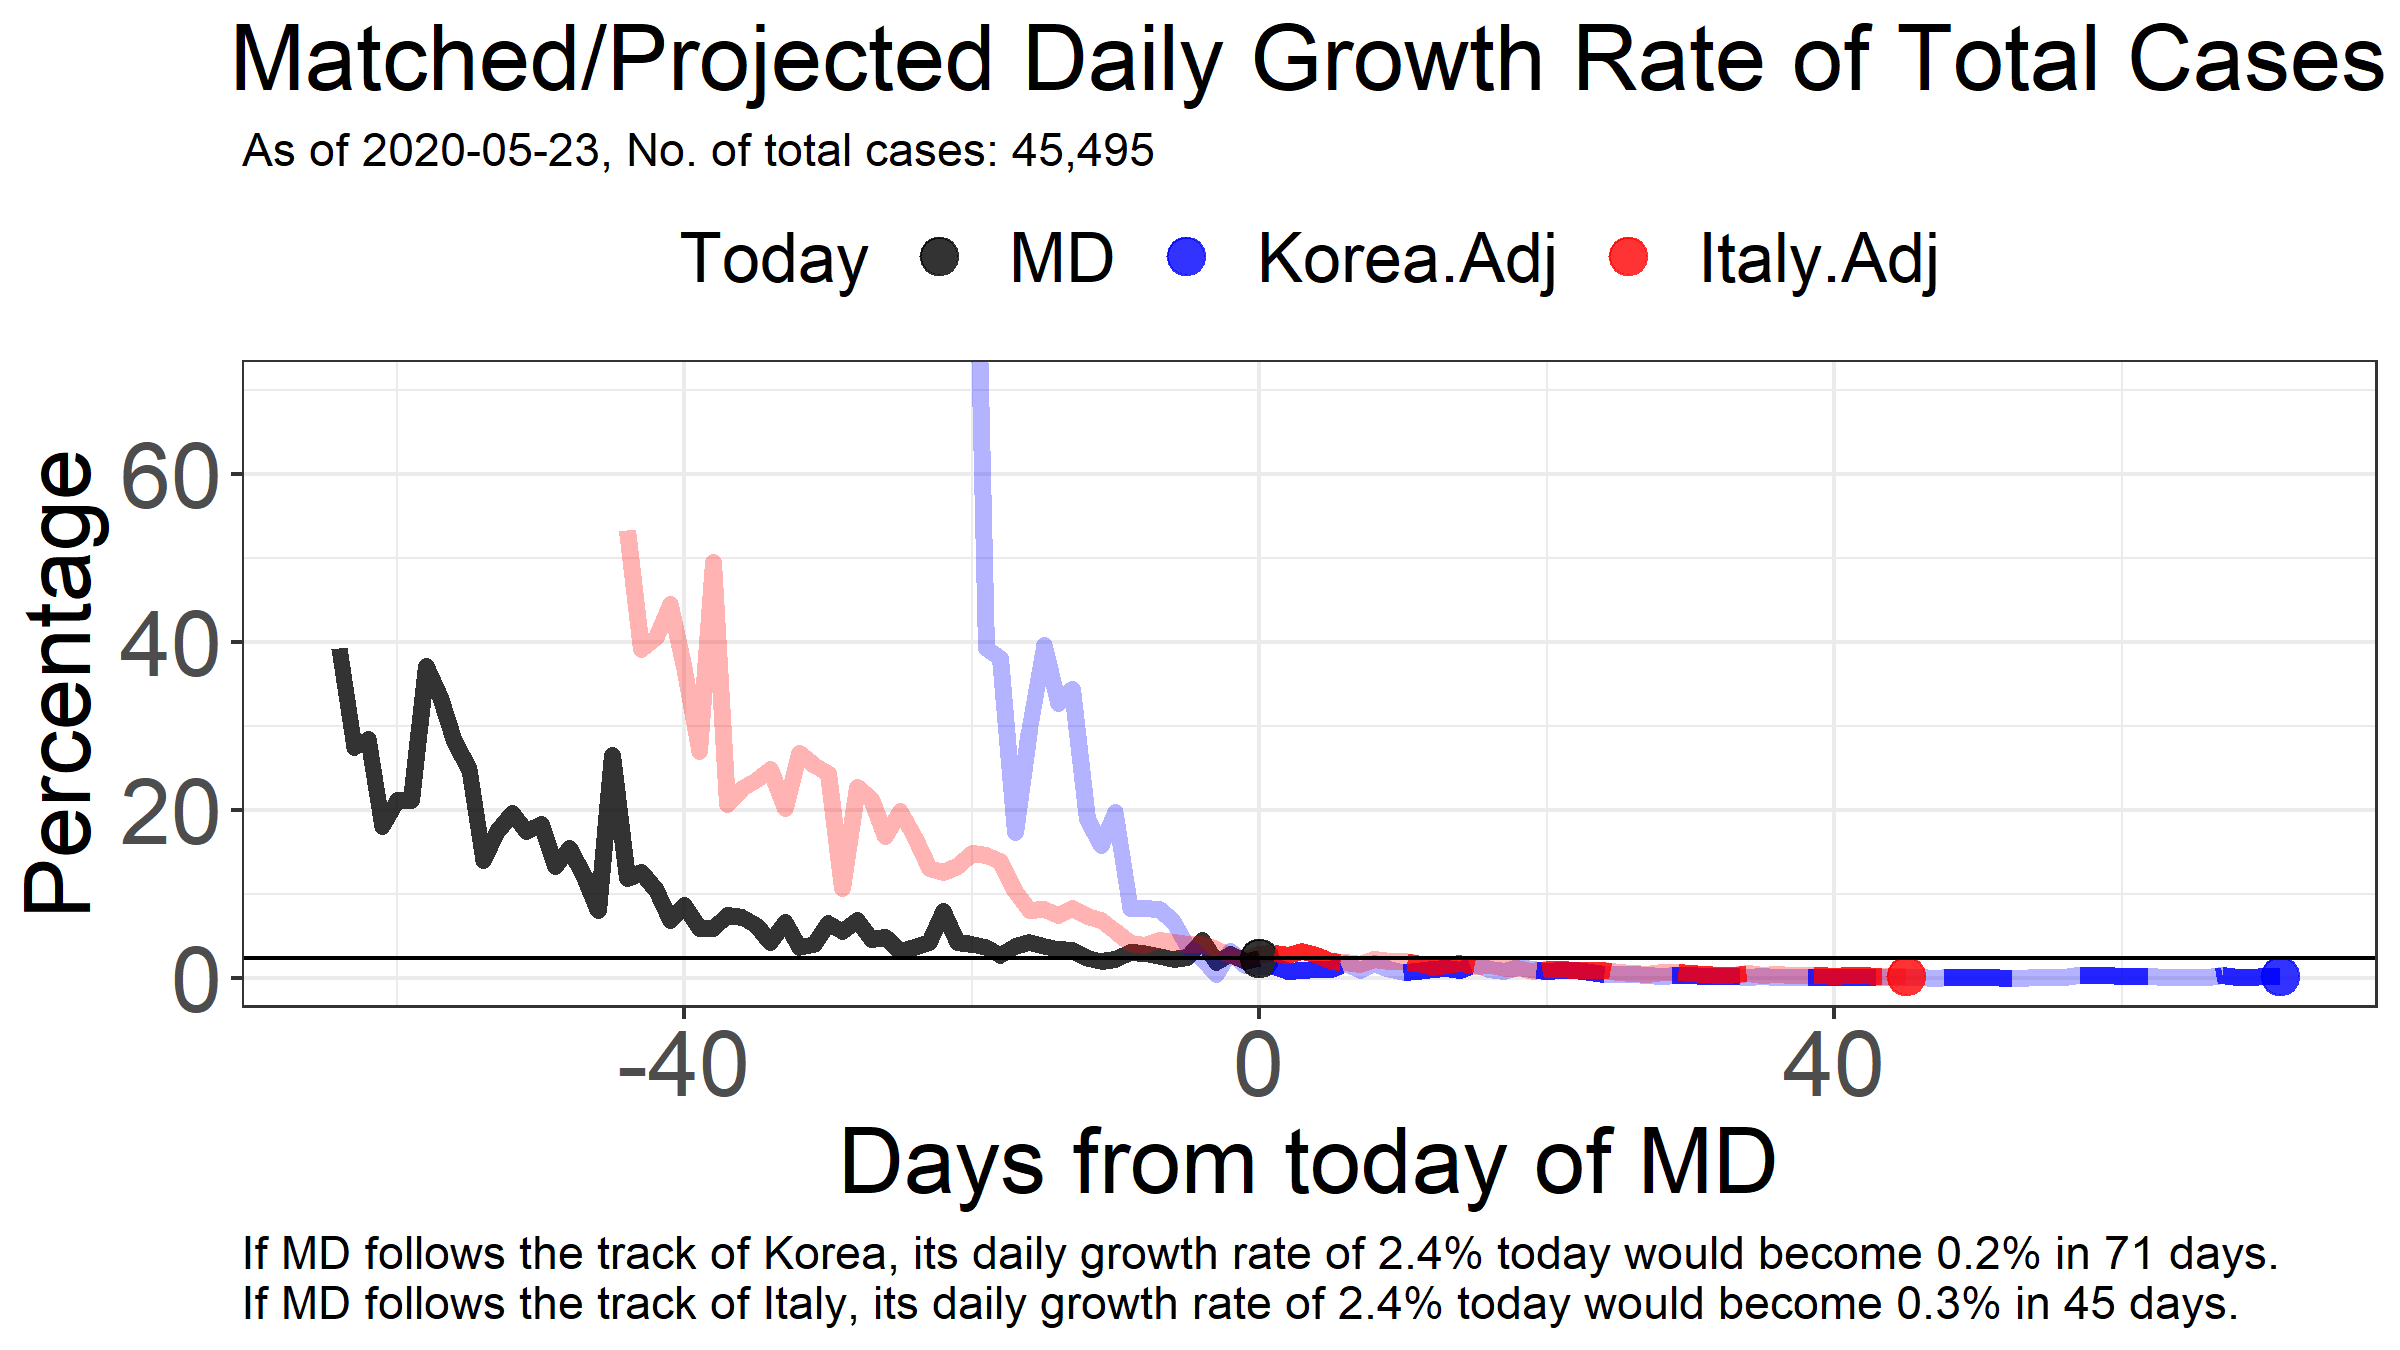 Matched/Projected Daily Growth Rate of Total Cases
As of 2020-05-23, No. of total cases: 45,495
Today MD Korea.Adj Italy.Adj
Percentage
60
40
20
0
-40 0 40
Days from today of MD
If MD follows the track of Korea, its daily growth rate of 2.4% today would become 0.2% in 71 days.
If MD follows the track of Italy, its daily growth rate of 2.4% today would become 0.3% in 45 days.